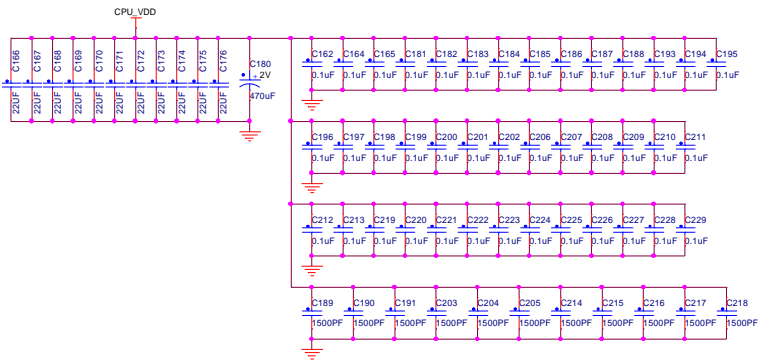 CPU_VDD
C166 C167 C168 C169 C170 C171 C172 C173 C174 C175 C176
22UF 22UF 22UF 22UF 22UF 22UF 22UF 22UF 22UF 22UF 22UF
C180
+ 2V
470uF
C162 C164 C165 C181 C182 C183 C184 C185 C186 C187 C188 C193 C194 C195
0.1uF 0.1uF 0.1uF 0.1uF 0.1uF 0.1uF 0.1uF 0.1uF 0.1uF 0.1uF 0.1uF 0.1uF 0.1uF 0.1uF
C196 C197 C198 C199 C200 C201 C202 C206 C207 C208 C209 C210 C211
0.1uF 0.1uF 0.1uF 0.1uF 0.1uF 0.1uF 0.1uF 0.1uF 0.1uF 0.1uF 0.1uF 0.1uF 0.1uF
C212 C213 C219 C220 C221 C222 C223 C224 C225 C226 C227 C228 C229
0.1uF 0.1uF 0.1uF 0.1uF 0.1uF 0.1uF 0.1uF 0.1uF 0.1uF 0.1uF 0.1uF 0.1uF 0.1uF
C189 C190 C191 C203 C204 C205 C214 C215 C216 C217 C218
1500PF 1500PF 1500PF 1500PF 1500PF 1500PF 1500PF 1500PF 1500PF 1500PF 1500PF